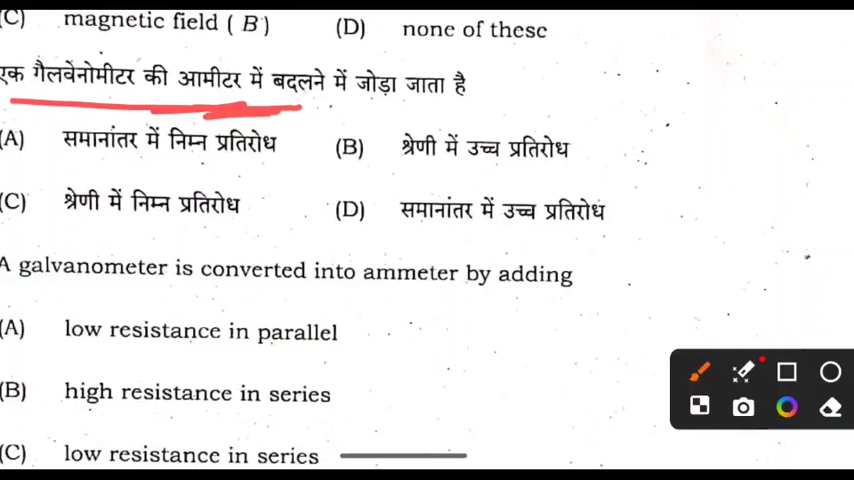 (C) magnetic field ( B ) (D) none of these
एक गैलवेनोमीटर की आमीटर में बदलने में जोड़ा जाता है
(A) समानांतर में निम्न प्रतिरोध (B) श्रेणी में उच्च प्रतिरोध
(C) श्रेणी में निम्न प्रतिरोध (D) समानांतर में उच्च प्रतिरोध
A galvanometer is converted into ammeter by adding
(A) low resistance in parallel
(B) high resistance in series
(C) low resistance in series